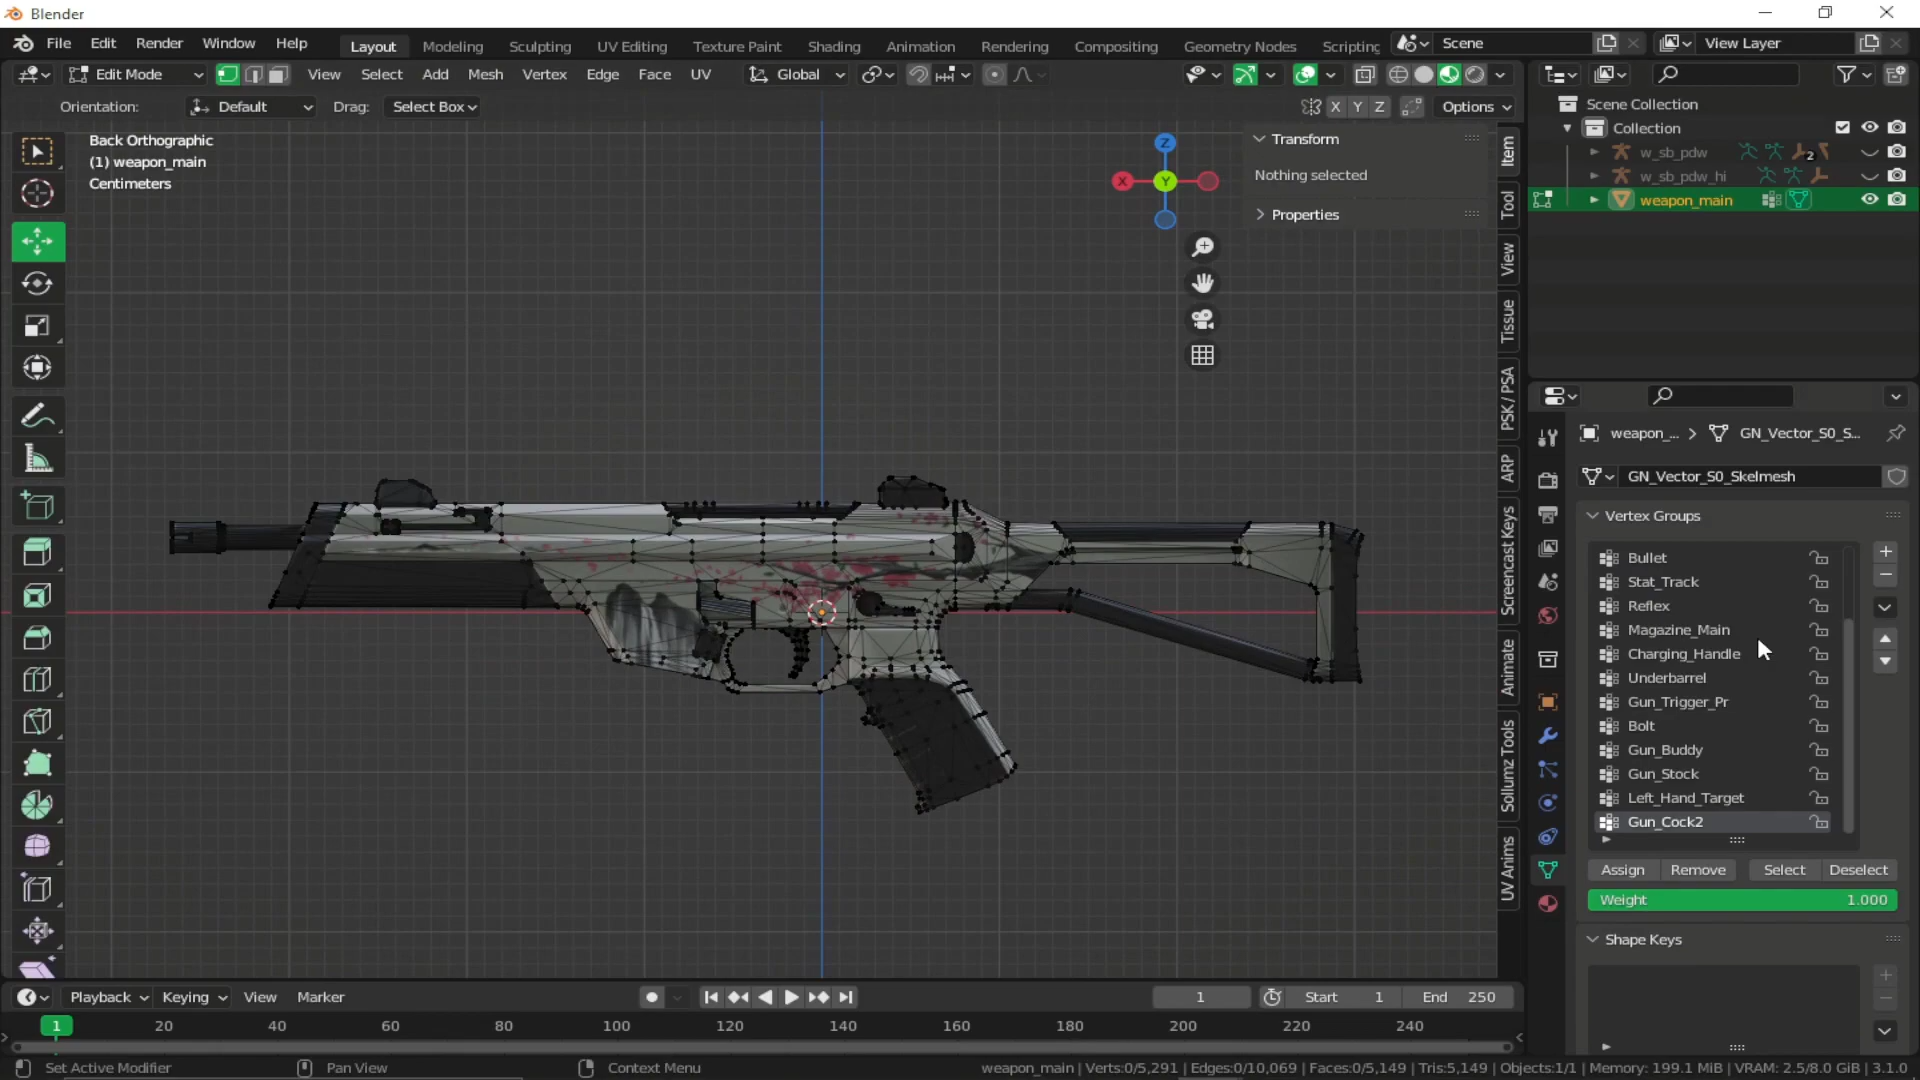 Blender
File Edit Render Window Help
Layout Modeling Sculpting UV Editing Texture Paint Shading Animation Rendering Compositing Geometry Nodes Scripting
Scene
View Layer
Edit Mode View Select Add Mesh Vertex Edge Face UV Global
Orientation: Default Drag: Select Box
X Y Z Options
Scene Collection
Collection
w_sb_pdw 2
w_sb_pdw_hi
weapon_main
Back Orthographic
(1) weapon_main
Centimeters
Z
X
Y
Transform
Nothing selected
Properties
Item
Tool
View
Tissue
PSK / PSA
ARP
Screencast Keys
Animate
Sollumz Tools
UV Anims
weapon_... GN_Vector_S0_S...
GN_Vector_S0_Skelmesh
Vertex Groups
Bullet
Stat_Track
Reflex
Magazine_Main
Charging_Handle
Underbarrel
Gun_Trigger_Pr
Bolt
Gun_Buddy
Gun_Stock
Left_Hand_Target
Gun_Cock2
Assign Remove Select Deselect
Weight 1.000
Shape Keys
Playback Keying View Marker
1 Start 1 End 250
1 20 40 60 80 100 120 140 160 180 200 220 240
Set Active Modifier Pan View Context Menu
weapon_main | Verts:0/5,291 | Edges:0/10,069 | Faces:0/5,149 | Tris:5,149 | Objects:1/1 | Memory: 199.1 MiB | VRAM: 2.5/8.0 GiB | 3.1.0